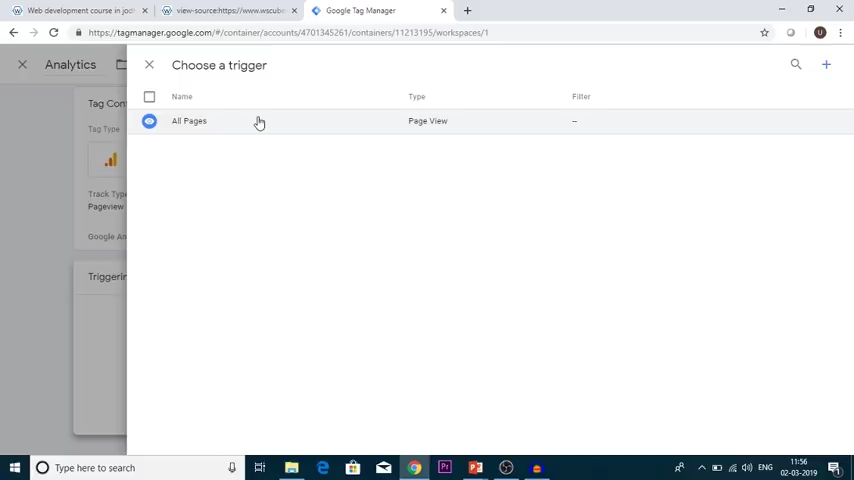 Web development course in jod
view-source:https://www.wscube
Google Tag Manager
https://tagmanager.google.com/#/container/accounts/4701345261/containers/11213195/workspaces/1
U
Analytics
Choose a trigger
Tag Con
Name
Type
Filter
Tag Type
All Pages
Page View
--
Track Type
Pageview
Google An
Triggerin
Type here to search
Pr
ENG
11:56
02-03-2019